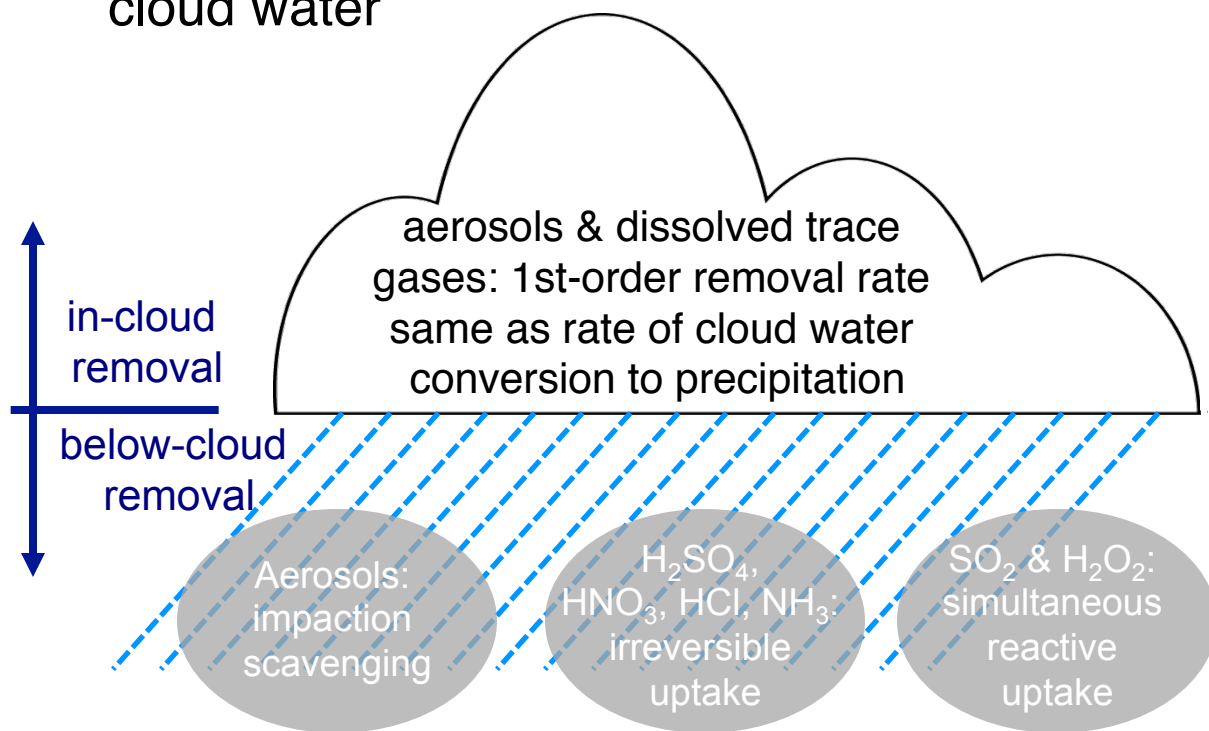 cloud water
aerosols & dissolved trace
gases: 1st-order removal rate
same as rate of cloud water
conversion to precipitation
in-cloud
removal
below-cloud
removal
Aerosols:
impaction
scavenging
H₂SO₄,
HNO₃, HCl, NH₃:
irreversible
uptake
SO₂ & H₂O₂:
simultaneous
reactive
uptake